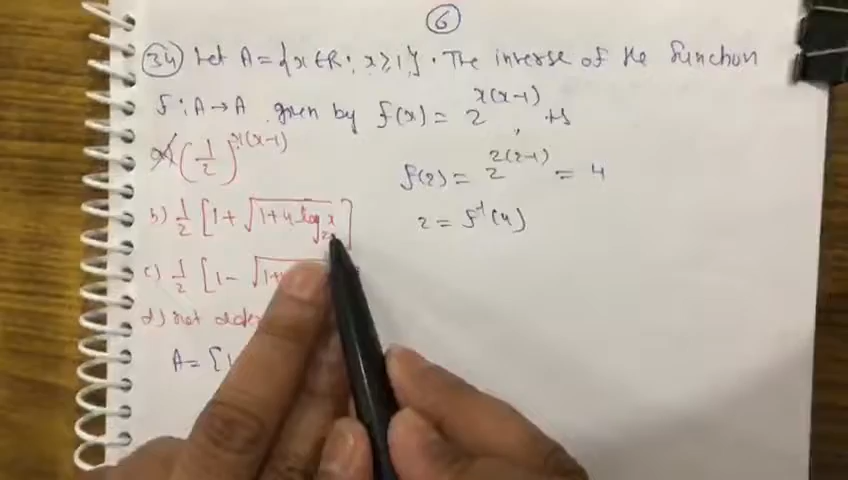 6
34) Let A = {x ∈ R : x ≥ 1}. The inverse of the function
f : A → A given by f(x) = 2^{x(x-1)}, is
a) (1/2)^{x(x-1)}
f(2) = 2^{2(2-1)} = 4
b) 1/2 [1 + √(1+4 log_2 x)]
2 = f^{-1}(4)
c) 1/2 [1 - √(1+
d) not
A = {1